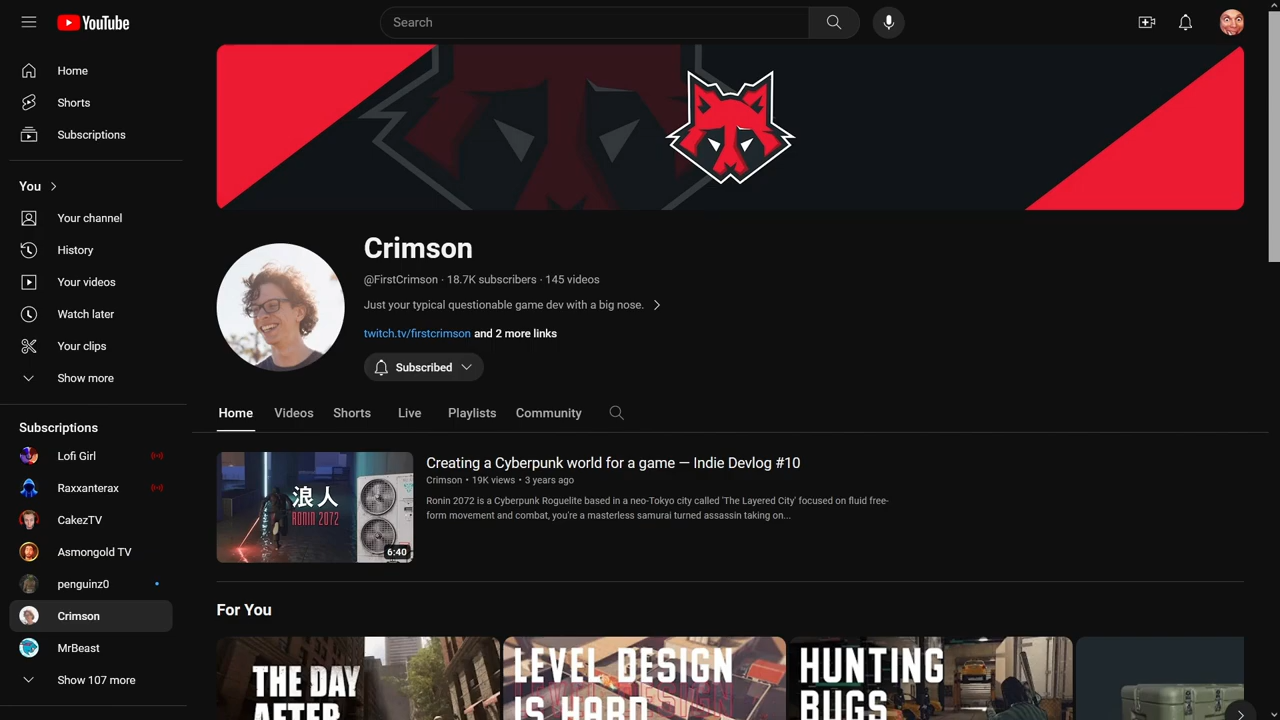 YouTube
Search
Home
Shorts
Subscriptions
You
Your channel
History
Your videos
Watch later
Your clips
Show more
Subscriptions
Lofi Girl
Raxxanterax
CakezTV
Asmongold TV
penguinz0
Crimson
MrBeast
Show 107 more
Crimson
@FirstCrimson · 18.7K subscribers · 145 videos
Just your typical questionable game dev with a big nose.
twitch.tv/firstcrimson and 2 more links
Subscribed
Home Videos Shorts Live Playlists Community
浪人
RONIN 2072
6:40
Creating a Cyberpunk world for a game — Indie Devlog #10
Crimson • 19K views • 3 years ago
Ronin 2072 is a Cyberpunk Roguelite based in a neo-Tokyo city called 'The Layered City' focused on fluid free-
form movement and combat, you're a masterless samurai turned assassin taking on...
For You
THE DAY
AFTER
LEVEL DESIGN
IS HARD
HUNTING
BUGS